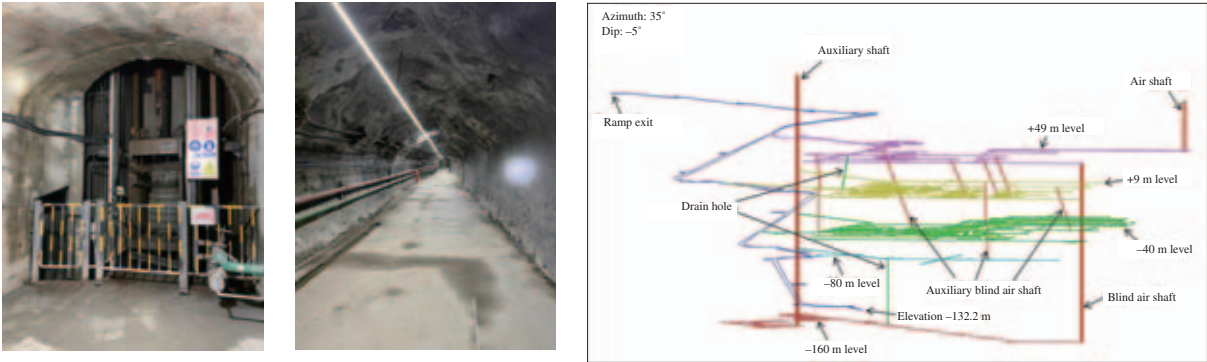 Azimuth: 35°
Dip: –5°
Auxiliary shaft
Air shaft
Ramp exit
+49 m level
+9 m level
Drain hole
–40 m level
–80 m level
Auxiliary blind air shaft
Blind air shaft
Elevation –132.2 m
–160 m level